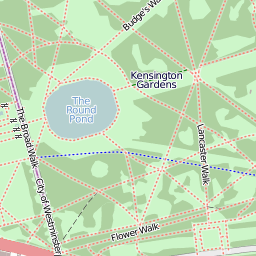 Budge's Wa
Kensington
Gardens
The
Round
Pond
The Broad Walk
Lancaster Walk
City of Westminster
Flower Walk